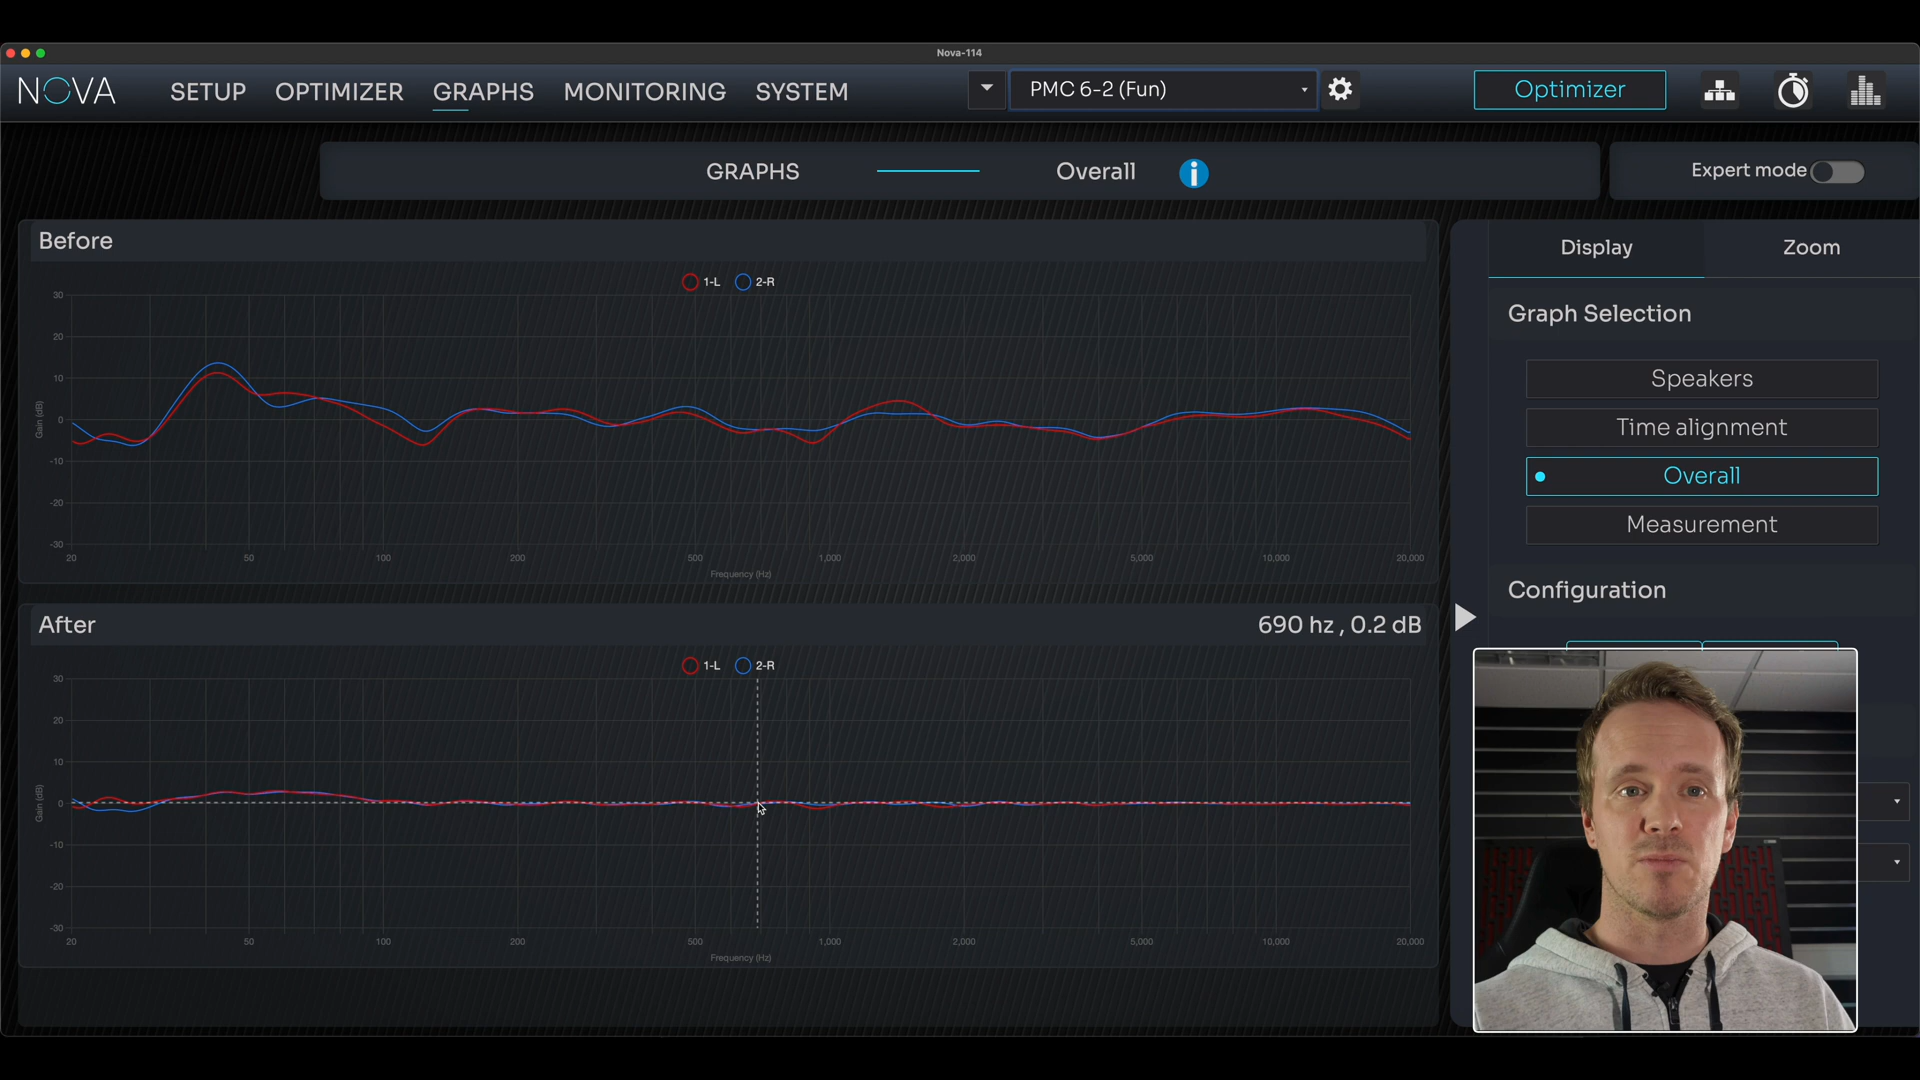 Nova-114
NOVA SETUP OPTIMIZER GRAPHS MONITORING SYSTEM PMC 6-2 (Fun) Optimizer
GRAPHS Overall i Expert mode
Before
1-L 2-R
30
20
10
0
-10
-20
-30
Gain (dB)
20 50 100 200 500 1,000 2,000 5,000 10,000 20,000
Frequency (Hz)
After 690 hz , 0.2 dB
1-L 2-R
30
20
10
0
-10
-20
-30
Gain (dB)
20 50 100 200 500 1,000 2,000 5,000 10,000 20,000
Frequency (Hz)
Display Zoom
Graph Selection
Speakers
Time alignment
Overall
Measurement
Configuration